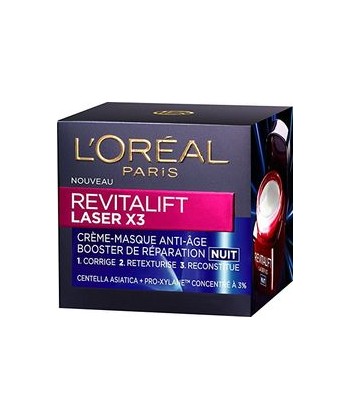 L'ORÉAL
PARIS
NOUVEAU
REVITALIFT
LASER X3
CRÈME-MASQUE ANTI-ÂGE
BOOSTER DE RÉPARATION NUIT
1. CORRIGE 2. RETEXTURISE 3. RECONSTITUE
CENTELLA ASIATICA + PRO-XYLANE™ CONCENTRÉ À 3%